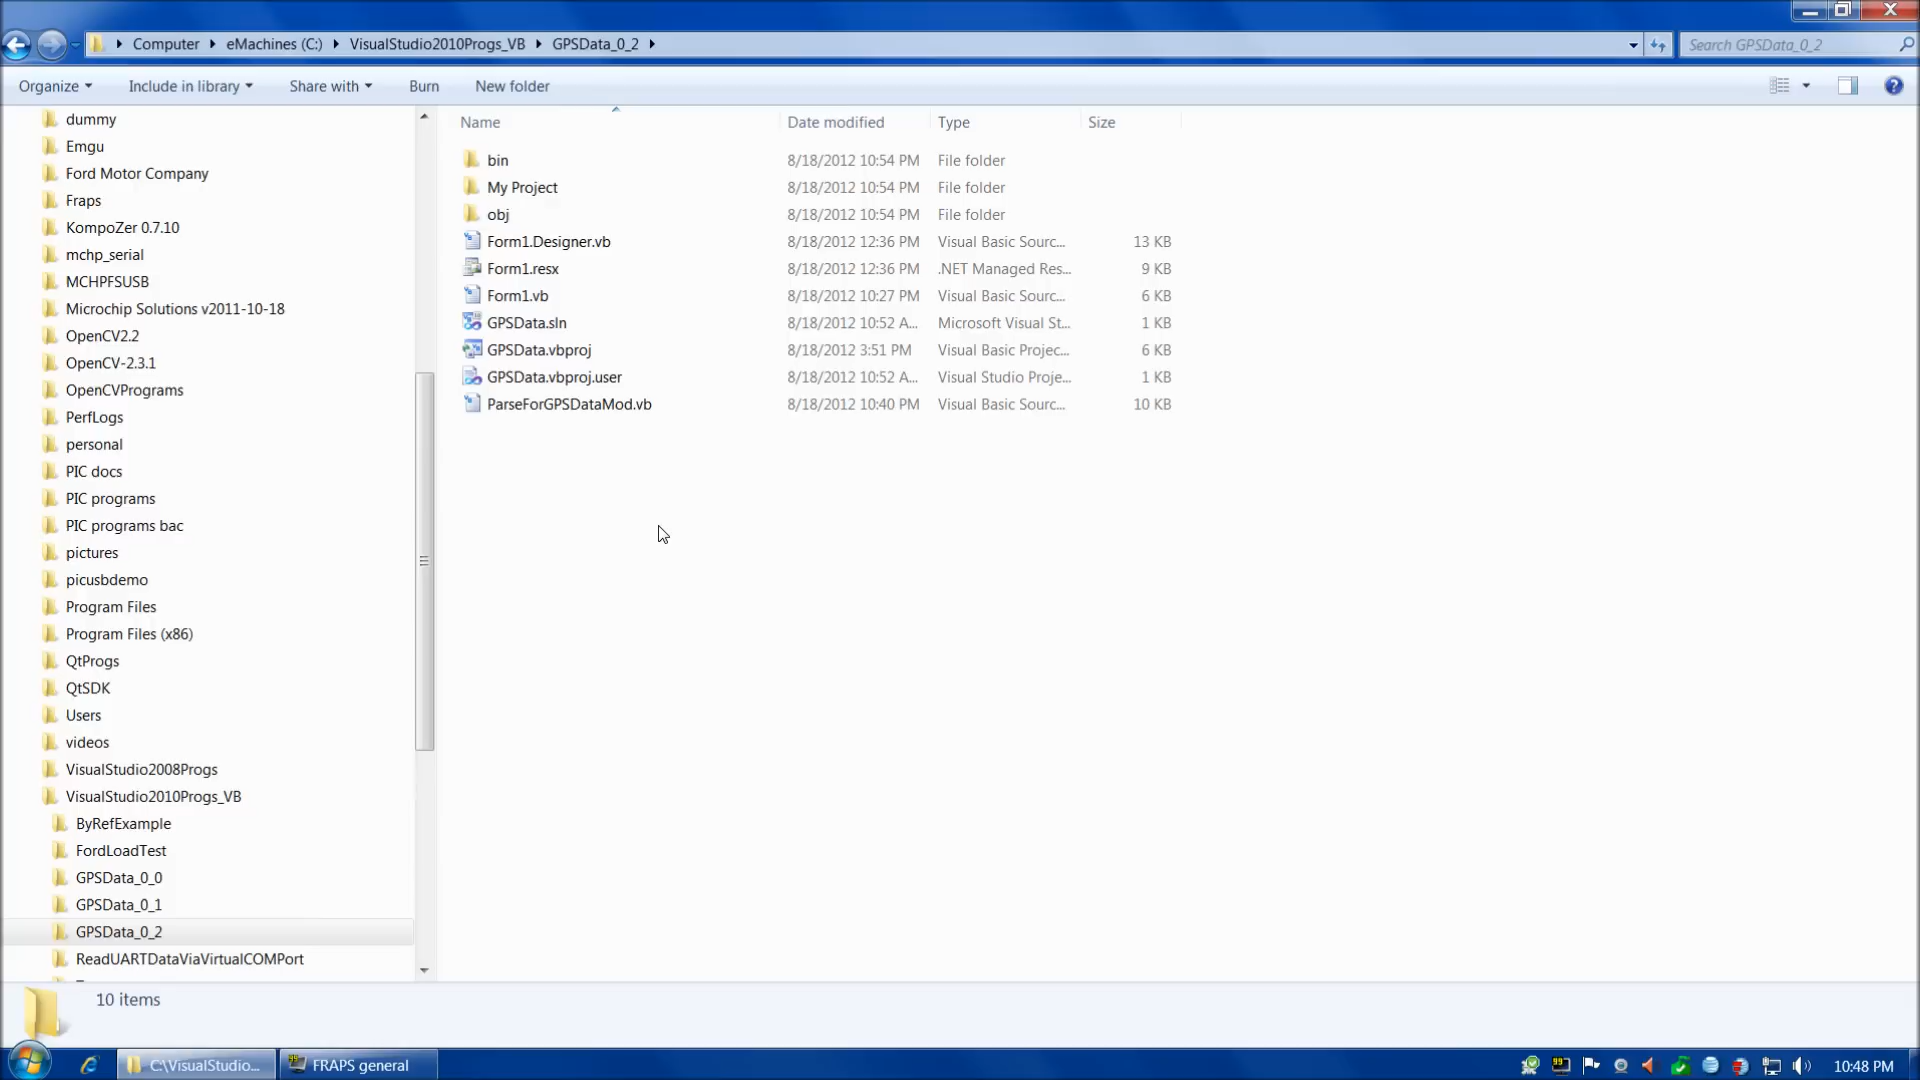 Computer eMachines (C:) VisualStudio2010Progs_VB GPSData_0_2 Search GPSData_0_2
Organize Include in library Share with Burn New folder
dummy
Emgu
Ford Motor Company
Fraps
KompoZer 0.7.10
mchp_serial
MCHPFSUSB
Microchip Solutions v2011-10-18
OpenCV2.2
OpenCV-2.3.1
OpenCVPrograms
PerfLogs
personal
PIC docs
PIC programs
PIC programs bac
pictures
picusbdemo
Program Files
Program Files (x86)
QtProgs
QtSDK
Users
videos
VisualStudio2008Progs
VisualStudio2010Progs_VB
ByRefExample
FordLoadTest
GPSData_0_0
GPSData_0_1
GPSData_0_2
ReadUARTDataViaVirtualCOMPort
Name Date modified Type Size
bin 8/18/2012 10:54 PM File folder
My Project 8/18/2012 10:54 PM File folder
obj 8/18/2012 10:54 PM File folder
Form1.Designer.vb 8/18/2012 12:36 PM Visual Basic Sourc... 13 KB
Form1.resx 8/18/2012 12:36 PM .NET Managed Res... 9 KB
Form1.vb 8/18/2012 10:27 PM Visual Basic Sourc... 6 KB
GPSData.sln 8/18/2012 10:52 A... Microsoft Visual St... 1 KB
GPSData.vbproj 8/18/2012 3:51 PM Visual Basic Projec... 6 KB
GPSData.vbproj.user 8/18/2012 10:52 A... Visual Studio Proje... 1 KB
ParseForGPSDataMod.vb 8/18/2012 10:40 PM Visual Basic Sourc... 10 KB
10 items
C:\VisualStudio... FRAPS general 99 10:48 PM